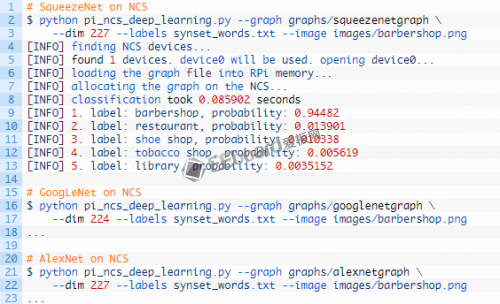 1 # SqueezeNet on NCS
2 $ python pi_ncs_deep_learning.py --graph graphs/squeezenetgraph \
3 --dim 227 --labels synset_words.txt --image images/barbershop.png
4 [INFO] finding NCS devices...
5 [INFO] found 1 devices. device0 will be used. opening device0...
6 [INFO] loading the graph file into RPi memory...
7 [INFO] allocating the graph on the NCS...
8 [INFO] classification took 0.085902 seconds
9 [INFO] 1. label: barbershop, probability: 0.94482
10 [INFO] 2. label: restaurant, probability: 0.013901
11 [INFO] 3. label: shoe shop, probability: 0.010338
12 [INFO] 4. label: tobacco shop, probability: 0.005619
13 [INFO] 5. label: library, probability: 0.0035152
14
15 # GoogLeNet on NCS
16 $ python pi_ncs_deep_learning.py --graph graphs/googlenetgraph \
17 --dim 224 --labels synset_words.txt --image images/barbershop.png
18 ...
19
20 # AlexNet on NCS
21 $ python pi_ncs_deep_learning.py --graph graphs/alexnetgraph \
22 --dim 227 --labels synset_words.txt --image images/barbershop.png
23 ...